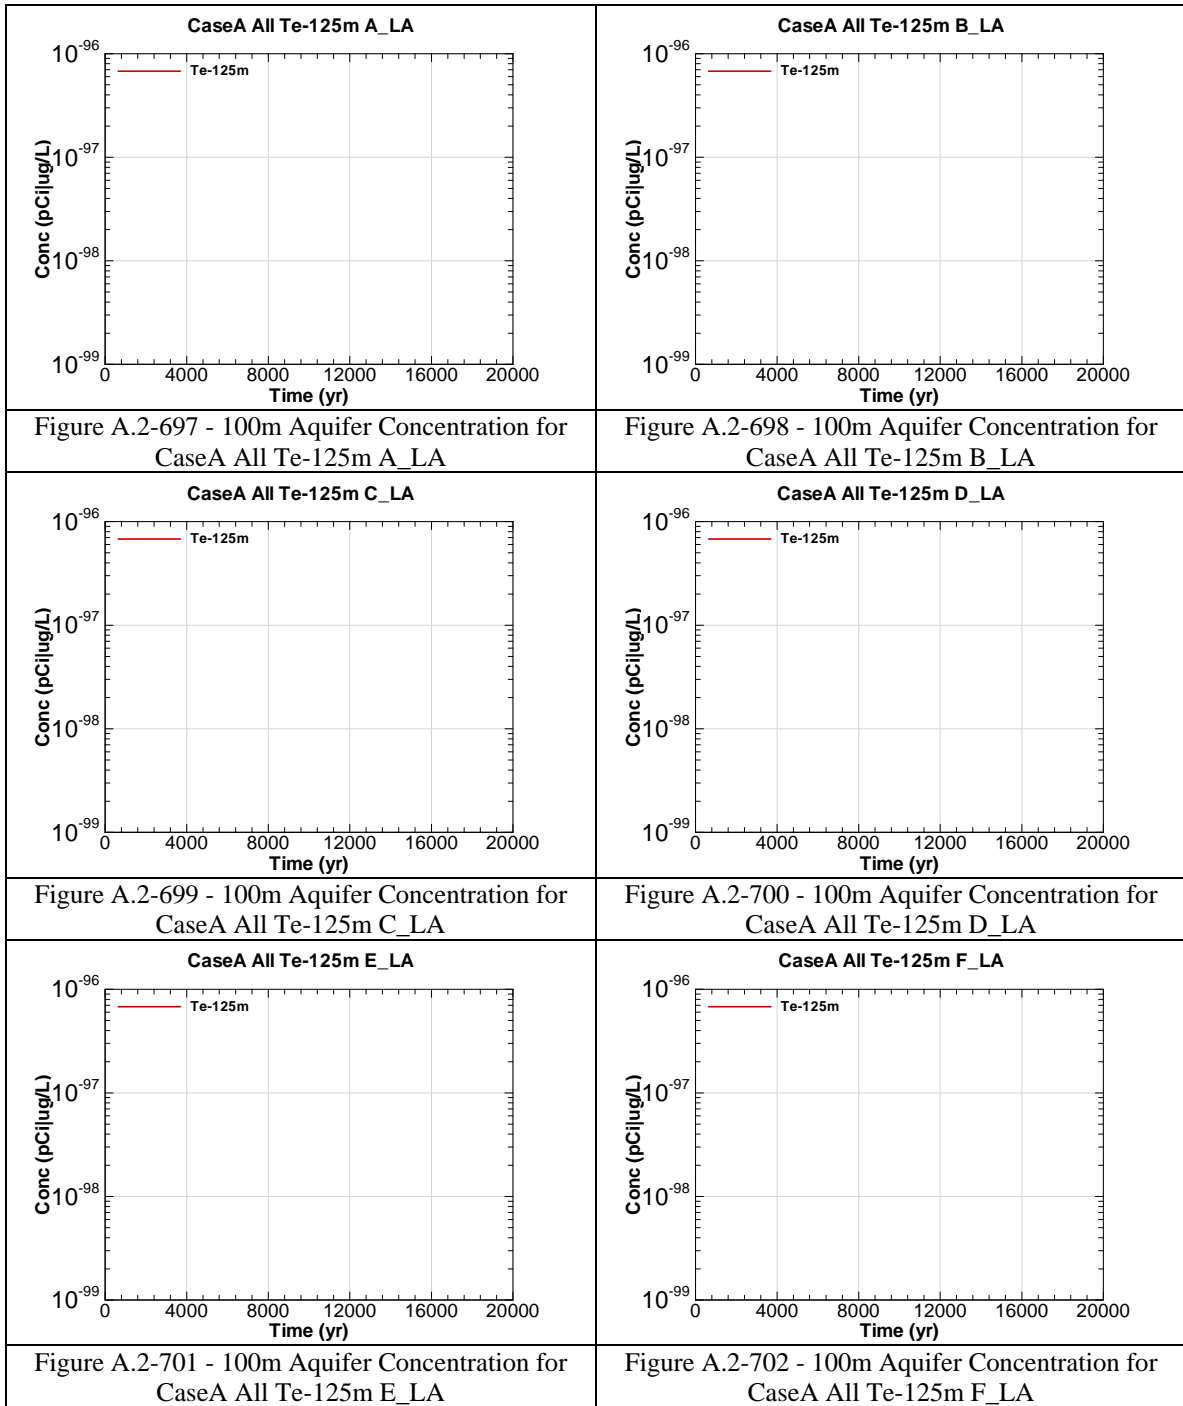 CaseA All Te-125m A_LA
Te-125m
10^-96
10^-97
10^-98
10^-99
Conc (pCi|ug/L)
0 4000 8000 12000 16000 20000
Time (yr)
Figure A.2-697 - 100m Aquifer Concentration for
CaseA All Te-125m A_LA
CaseA All Te-125m B_LA
Te-125m
10^-96
10^-97
10^-98
10^-99
Conc (pCi|ug/L)
0 4000 8000 12000 16000 20000
Time (yr)
Figure A.2-698 - 100m Aquifer Concentration for
CaseA All Te-125m B_LA
CaseA All Te-125m C_LA
Te-125m
10^-96
10^-97
10^-98
10^-99
Conc (pCi|ug/L)
0 4000 8000 12000 16000 20000
Time (yr)
Figure A.2-699 - 100m Aquifer Concentration for
CaseA All Te-125m C_LA
CaseA All Te-125m D_LA
Te-125m
10^-96
10^-97
10^-98
10^-99
Conc (pCi|ug/L)
0 4000 8000 12000 16000 20000
Time (yr)
Figure A.2-700 - 100m Aquifer Concentration for
CaseA All Te-125m D_LA
CaseA All Te-125m E_LA
Te-125m
10^-96
10^-97
10^-98
10^-99
Conc (pCi|ug/L)
0 4000 8000 12000 16000 20000
Time (yr)
Figure A.2-701 - 100m Aquifer Concentration for
CaseA All Te-125m E_LA
CaseA All Te-125m F_LA
Te-125m
10^-96
10^-97
10^-98
10^-99
Conc (pCi|ug/L)
0 4000 8000 12000 16000 20000
Time (yr)
Figure A.2-702 - 100m Aquifer Concentration for
CaseA All Te-125m F_LA